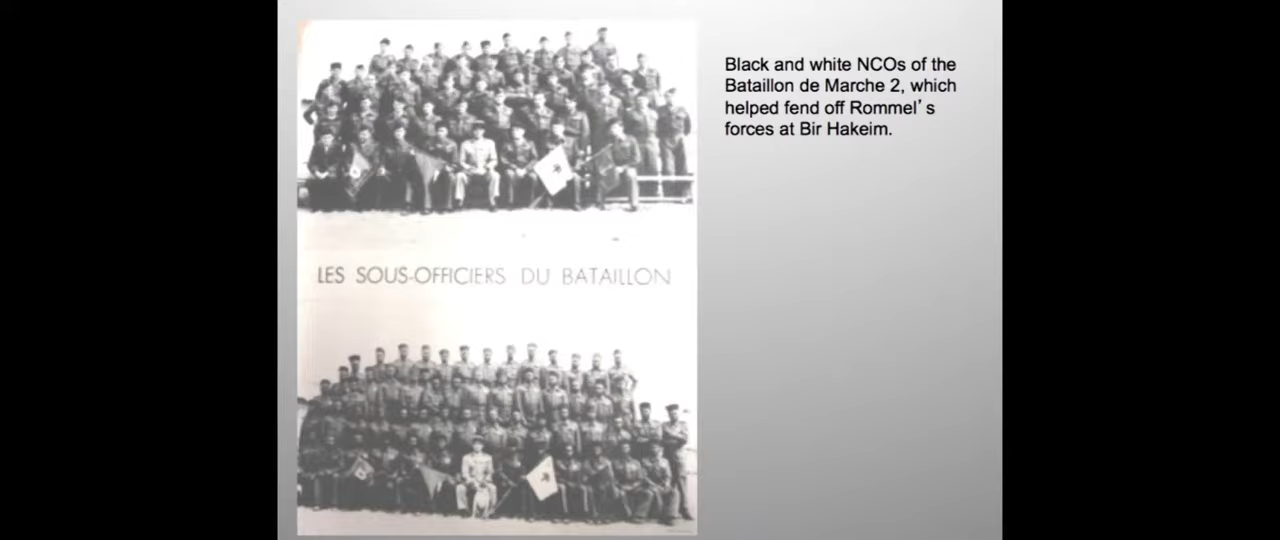 Black and white NCOs of the
Bataillon de Marche 2, which
helped fend off Rommel's
forces at Bir Hakeim.
LES SOUS-OFFICIERS DU BATAILLON